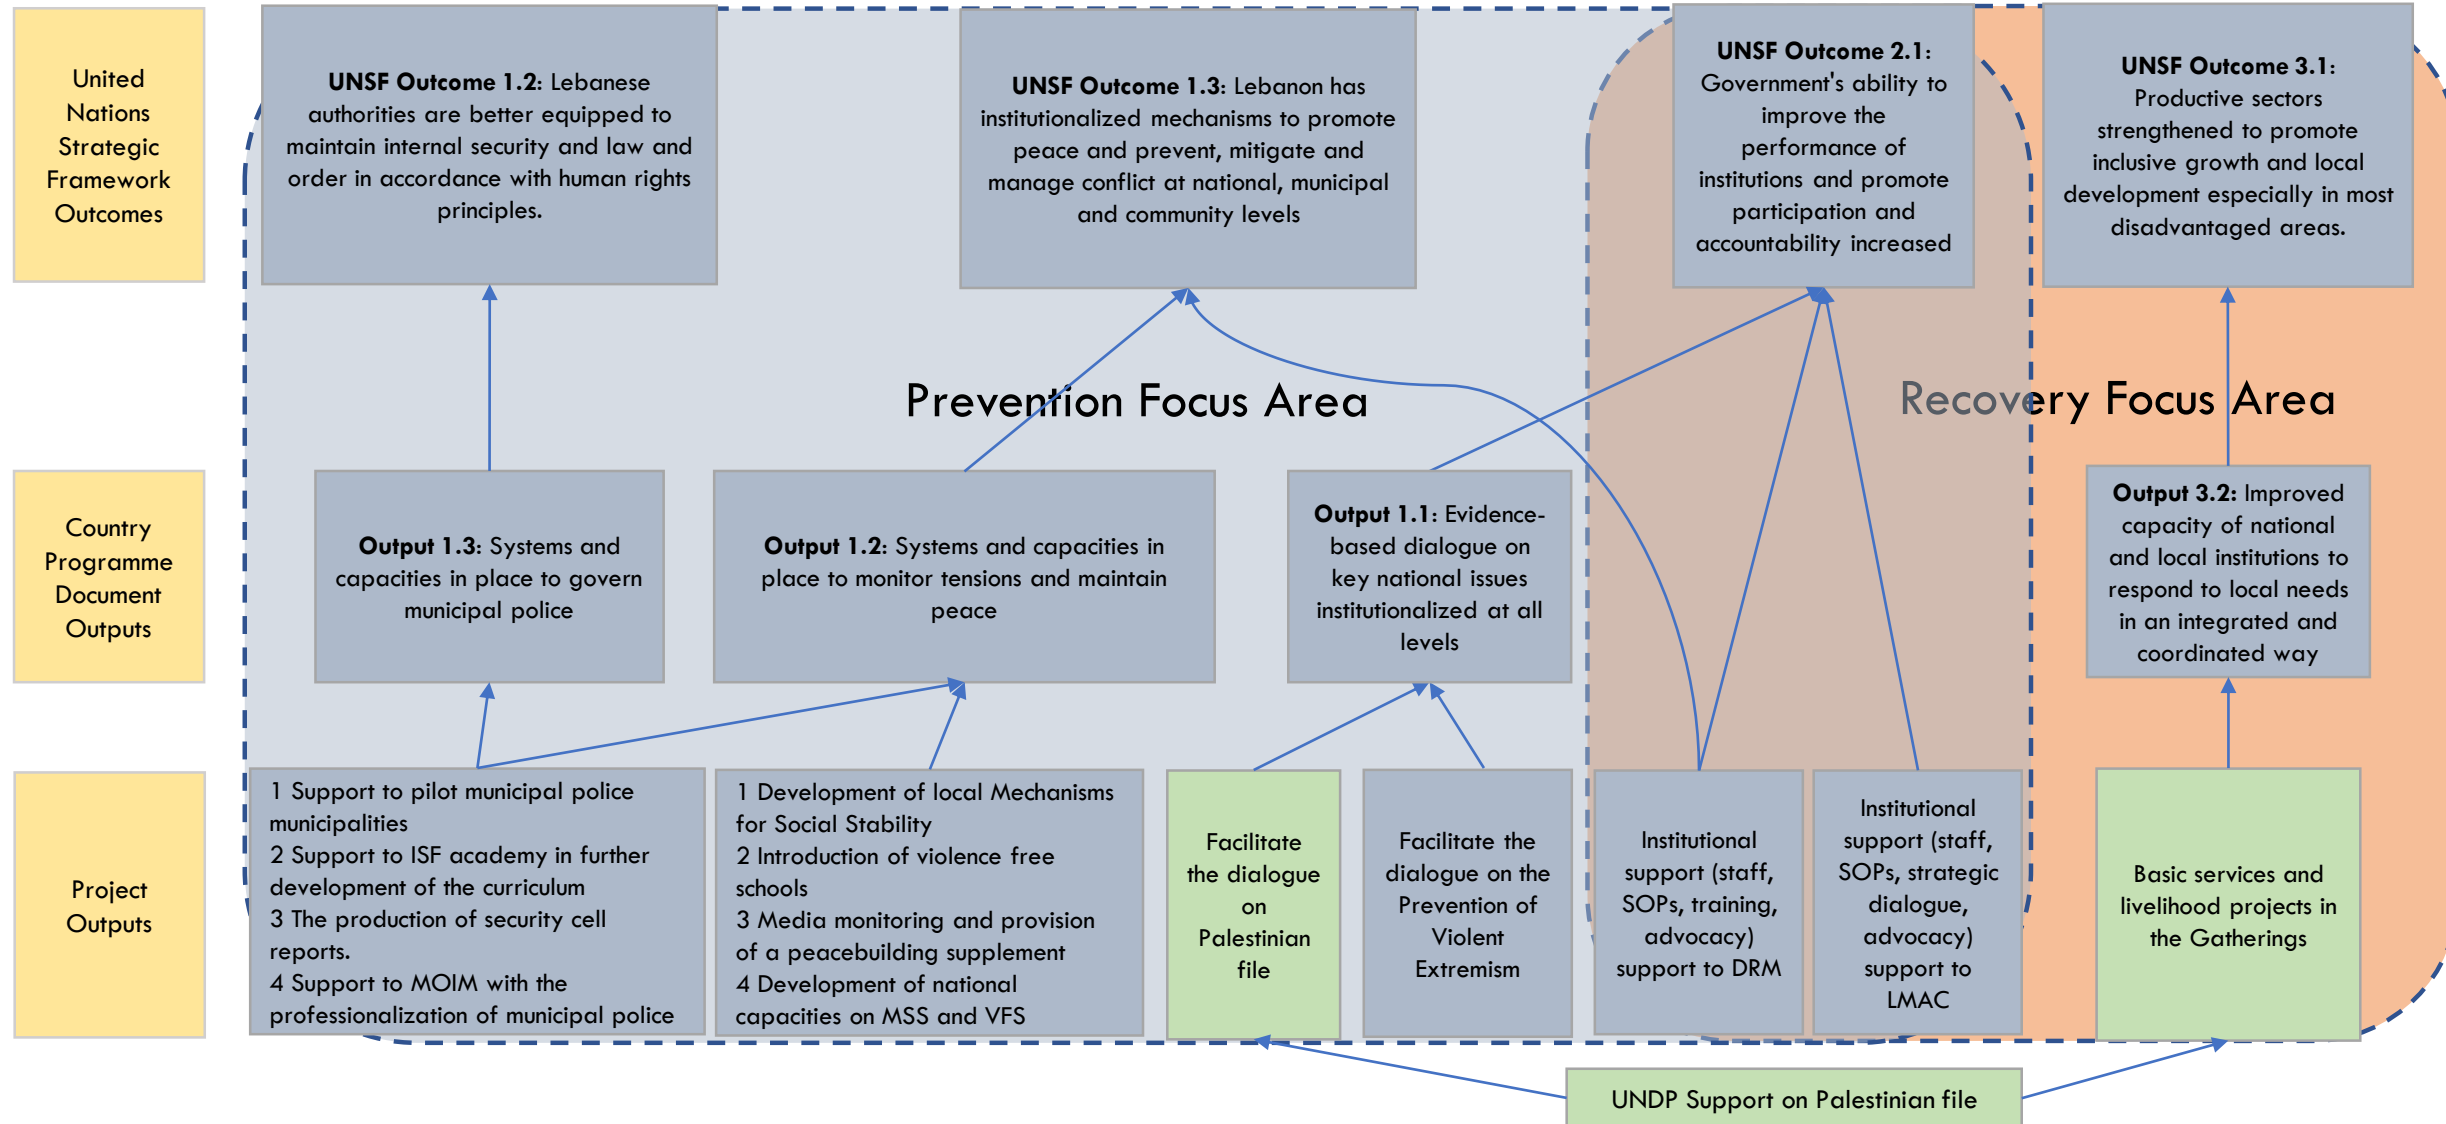 United
Nations
Strategic
Framework
Outcomes
UNSF Outcome 1.2: Lebanese
authorities are better equipped to
maintain internal security and law and
order in accordance with human rights
principles.
UNSF Outcome 1.3: Lebanon has
institutionalized mechanisms to promote
peace and prevent, mitigate and
manage conflict at national, municipal
and community levels
UNSF Outcome 2.1:
Government's ability to
improve the
performance of
institutions and promote
participation and
accountability increased
UNSF Outcome 3.1:
Productive sectors
strengthened to promote
inclusive growth and local
development especially in most
disadvantaged areas.
Prevention Focus Area
Recovery Focus Area
Country
Programme
Document
Outputs
Output 1.3: Systems and
capacities in place to govern
municipal police
Output 1.2: Systems and capacities in
place to monitor tensions and maintain
peace
Output 1.1: Evidence-
based dialogue on
key national issues
institutionalized at all
levels
Output 3.2: Improved
capacity of national
and local institutions to
respond to local needs
in an integrated and
coordinated way
Project
Outputs
1 Support to pilot municipal police
municipalities
2 Support to ISF academy in further
development of the curriculum
3 The production of security cell
reports.
4 Support to MOIM with the
professionalization of municipal police
1 Development of local Mechanisms
for Social Stability
2 Introduction of violence free
schools
3 Media monitoring and provision
of a peacebuilding supplement
4 Development of national
capacities on MSS and VFS
Facilitate
the dialogue
on
Palestinian
file
Facilitate the
dialogue on the
Prevention of
Violent
Extremism
Institutional
support (staff,
SOPs, training,
advocacy)
support to DRM
Institutional
support (staff,
SOPs, strategic
dialogue,
advocacy)
support to
LMAC
Basic services and
livelihood projects in
the Gatherings
UNDP Support on Palestinian file